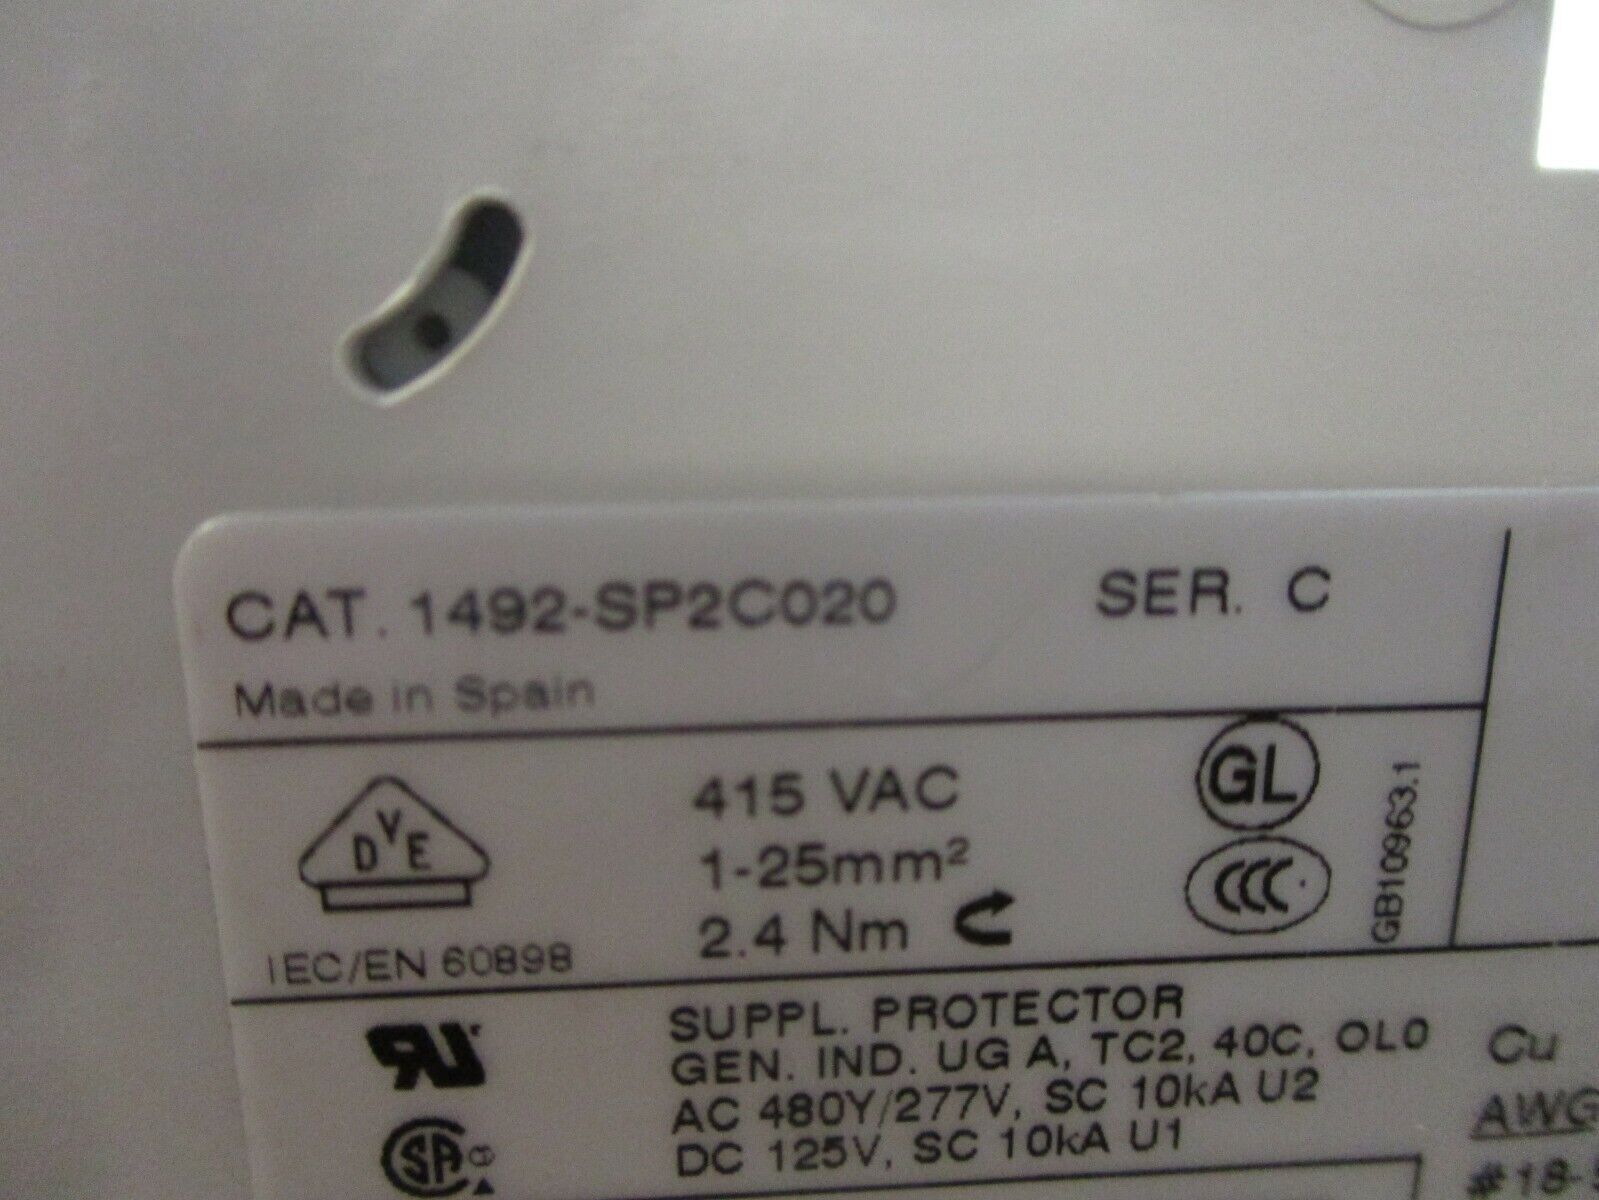 CAT. 1492-SP2C020 SER. C
Made in Spain
DVE
IEC/EN 60898
415 VAC
1-25mm²
2.4 Nm
GL
CCC
GB10963.1
SUPPL. PROTECTOR
GEN. IND. UG A, TC2, 40C, OL0
AC 480Y/277V, SC 10kA U2
DC 125V, SC 10kA U1
Cu
AWG